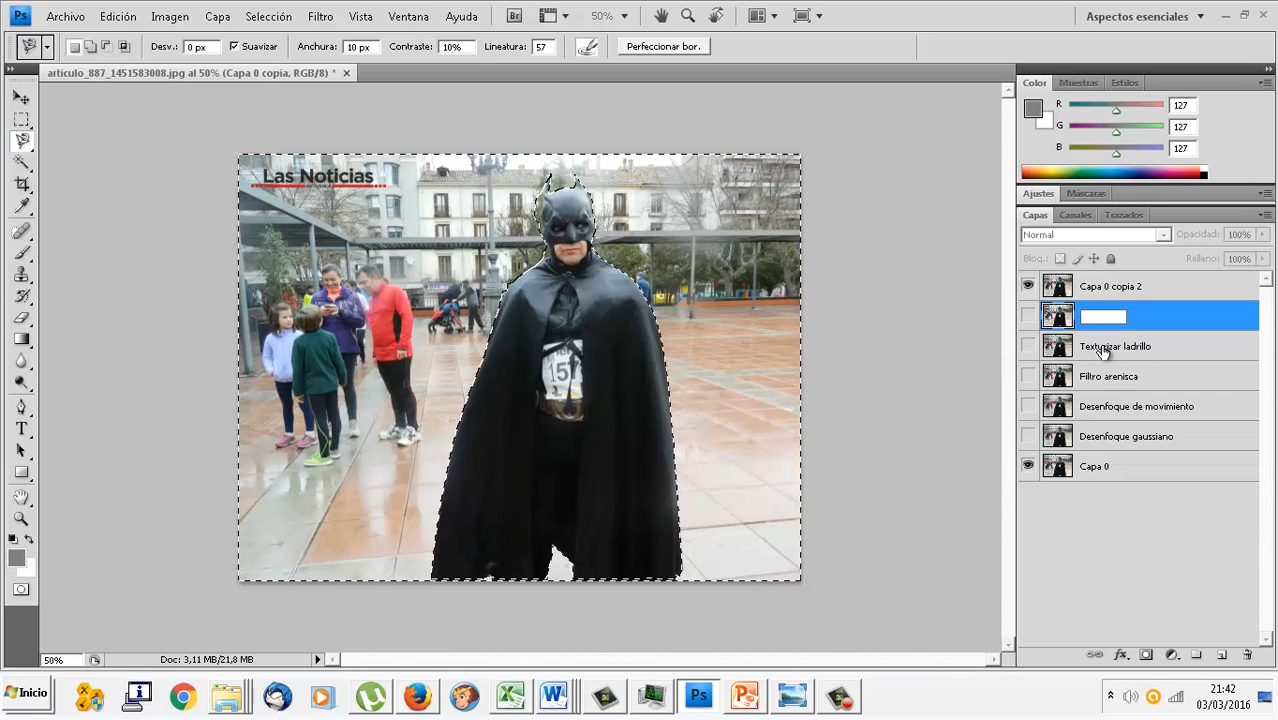 Ps Archivo Edición Imagen Capa Selección Filtro Vista Ventana Ayuda Br 50% Aspectos esenciales
Desv.: 0 px Suavizar Anchura: 10 px Contraste: 10% Lineatura: 57 Perfeccionar bor.
articulo_887_1451583008.jpg al 50% (Capa 0 copia, RGB/8) *
Las Noticias
157
Color Muestras Estilos
R 127
G 127
B 127
Ajustes Máscaras
Capas Canales Trazados
Normal Opacidad: 100%
Bloq.: Relleno: 100%
Capa 0 copia 2
Texturizar ladrillo
Filtro arenisca
Desenfoque de movimiento
Desenfoque gaussiano
Capa 0
50% Doc: 3,11 MB/21,8 MB
Inicio
21:42
03/03/2016